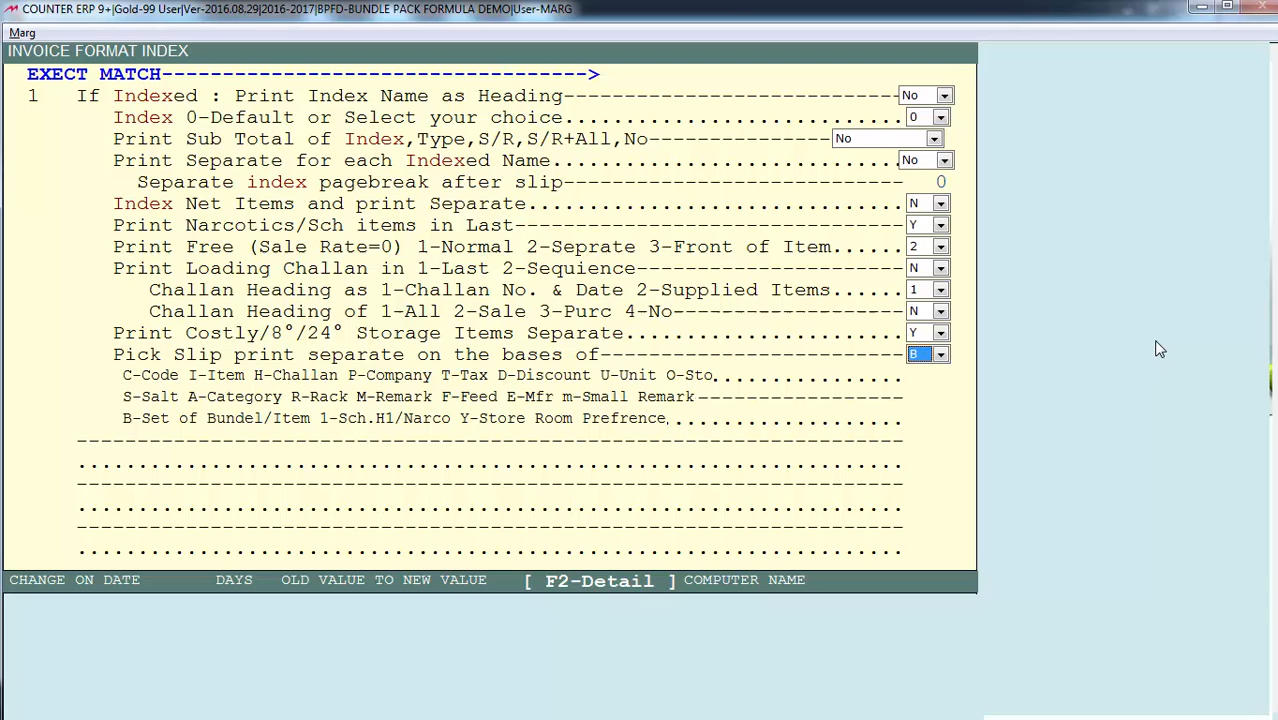 COUNTER ERP 9+|Gold-99 User|Ver-2016.08.29|2016-2017|BPFD-BUNDLE PACK FORMULA DEMO|User-MARG
Marg
INVOICE FORMAT INDEX
EXECT MATCH----------------------------------->
1 If Indexed : Print Index Name as Heading---------------------------- No
Index 0-Default or Select your choice............................ 0
Print Sub Total of Index,Type,S/R,S/R+All,No--------------- No
Print Separate for each Indexed Name............................. No
Separate index pagebreak after slip---------------------------- 0
Index Net Items and print Separate............................... N
Print Narcotics/Sch items in Last-------------------------------- Y
Print Free (Sale Rate=0) 1-Normal 2-Seprate 3-Front of Item...... 2
Print Loading Challan in 1-Last 2-Sequience---------------------- N
Challan Heading as 1-Challan No. & Date 2-Supplied Items...... 1
Challan Heading of 1-All 2-Sale 3-Purc 4-No------------------- N
Print Costly/8°/24° Storage Items Separate....................... Y
Pick Slip print separate on the bases of------------------------- B
C-Code I-Item H-Challan P-Company T-Tax D-Discount U-Unit O-Sto................
S-Salt A-Category R-Rack M-Remark F-Feed E-Mfr m-Small Remark-----------------
B-Set of Bundel/Item 1-Sch.H1/Narco Y-Store Room Prefrence....................
CHANGE ON DATE DAYS OLD VALUE TO NEW VALUE [ F2-Detail ] COMPUTER NAME